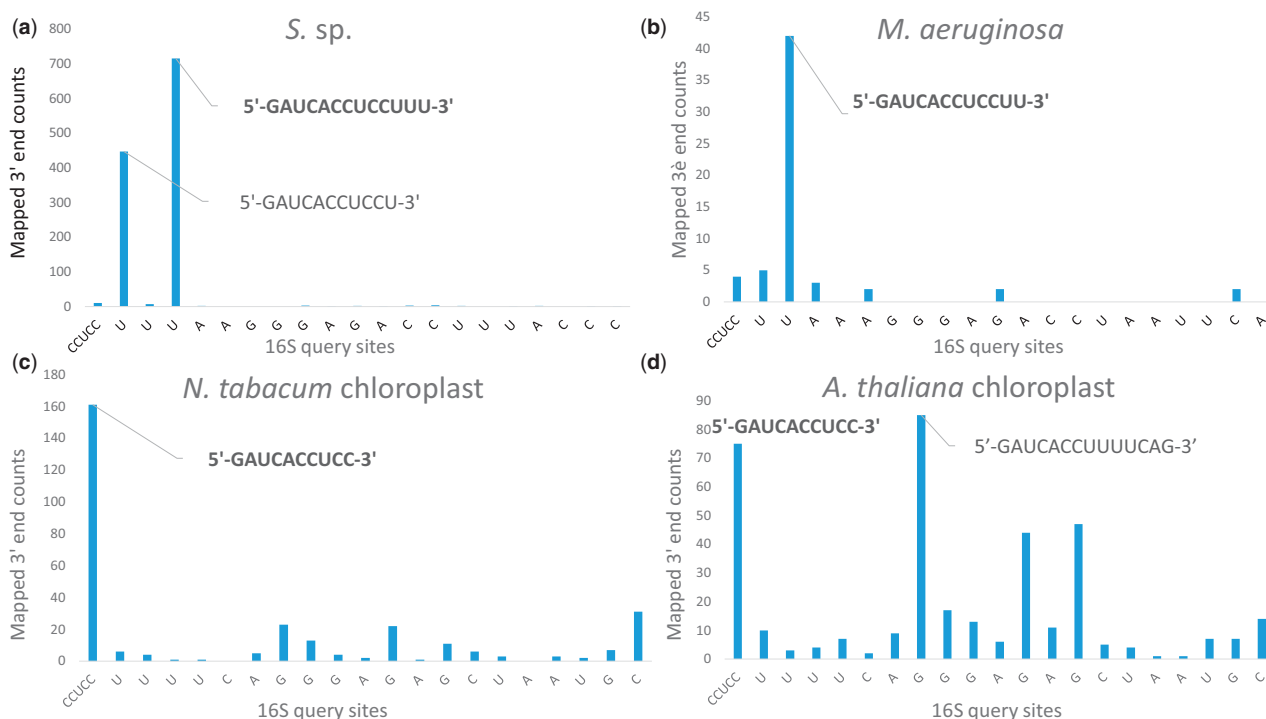 (a) S. sp.
Mapped 3' end counts
800
700
600
500
400
300
200
100
0
5'-GAUCACCUCCUUU-3'
5'-GAUCACCUCCU-3'
CCUCC U U U A A G G G A G A C C U U U A C C C
16S query sites
(b) M. aeruginosa
Mapped 3è end counts
45
40
35
30
25
20
15
10
5
0
5'-GAUCACCUCCUU-3'
CCUCC U U A A A G G G A G A C C U A A U U C A
16S query sites
(c) N. tabacum chloroplast
Mapped 3' end counts
180
160
140
120
100
80
60
40
20
0
5'-GAUCACCUCC-3'
CCUCC U U U U C A G G G A G A G C U A A U G C
16S query sites
(d) A. thaliana chloroplast
Mapped 3' end counts
90
80
70
60
50
40
30
20
10
0
5'-GAUCACCUCC-3'
5’-GAUCACCUUUUCAG-3’
CCUCC U U U U C A G G G A G A G C U A A U G C
16S query sites